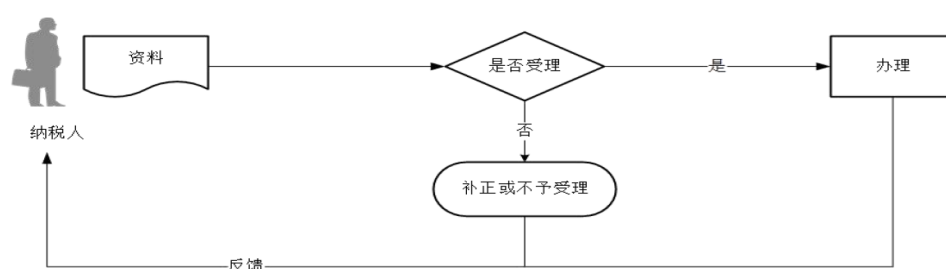 资料
是否受理
是
办理
纳税人
否
补正或不予受理
反馈